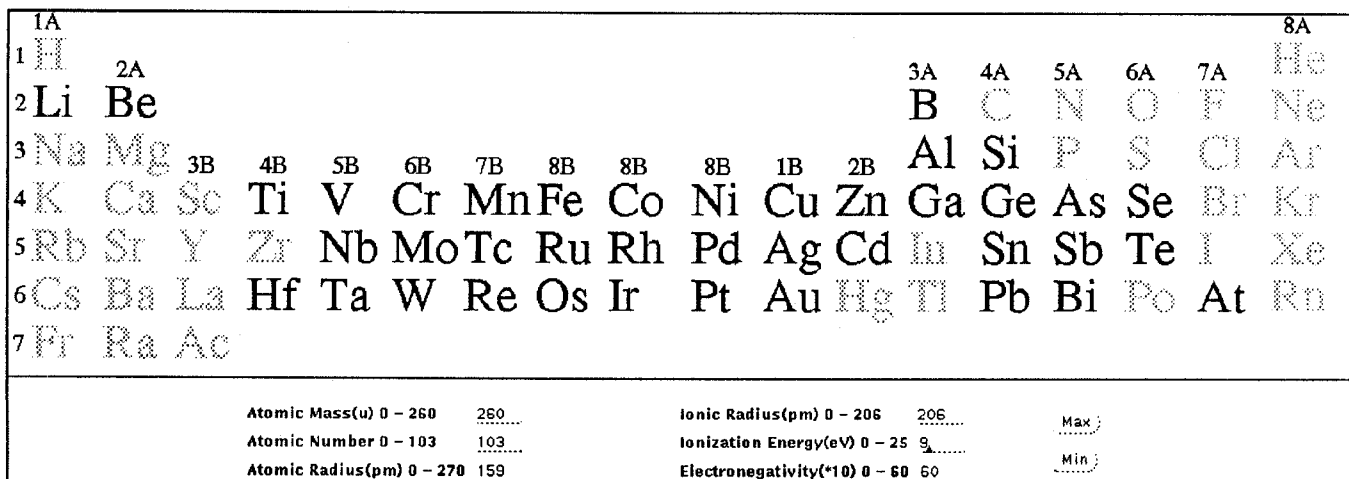 1A 8A
1 H He
2A 3A 4A 5A 6A 7A
2 Li Be B C N O F Ne
3 Na Mg 3B 4B 5B 6B 7B 8B 8B 8B 1B 2B Al Si P S Cl Ar
4 K Ca Sc Ti V Cr Mn Fe Co Ni Cu Zn Ga Ge As Se Br Kr
5 Rb Sr Y Zr Nb Mo Tc Ru Rh Pd Ag Cd In Sn Sb Te I Xe
6 Cs Ba La Hf Ta W Re Os Ir Pt Au Hg Tl Pb Bi Po At Rn
7 Fr Ra Ac
Atomic Mass(u) 0 – 260 260 Ionic Radius(pm) 0 – 206 206 Max
Atomic Number 0 – 103 103 Ionization Energy(eV) 0 – 25 9
Atomic Radius(pm) 0 – 270 159 Electronegativity(*10) 0 – 60 60 Min